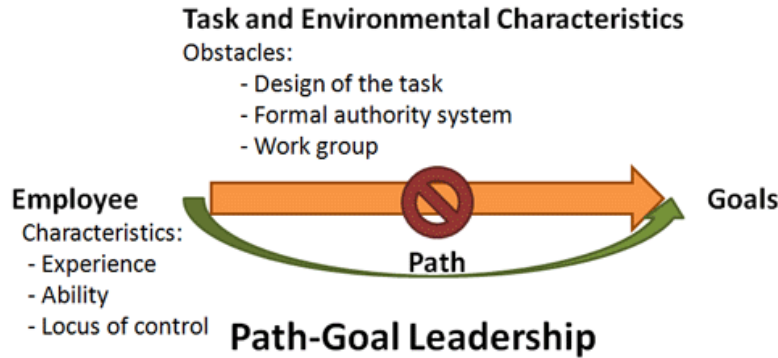 Task and Environmental Characteristics
Obstacles:
- Design of the task
- Formal authority system
- Work group
Employee
Goals
Characteristics:
- Experience
- Ability
- Locus of control
Path
Path-Goal Leadership